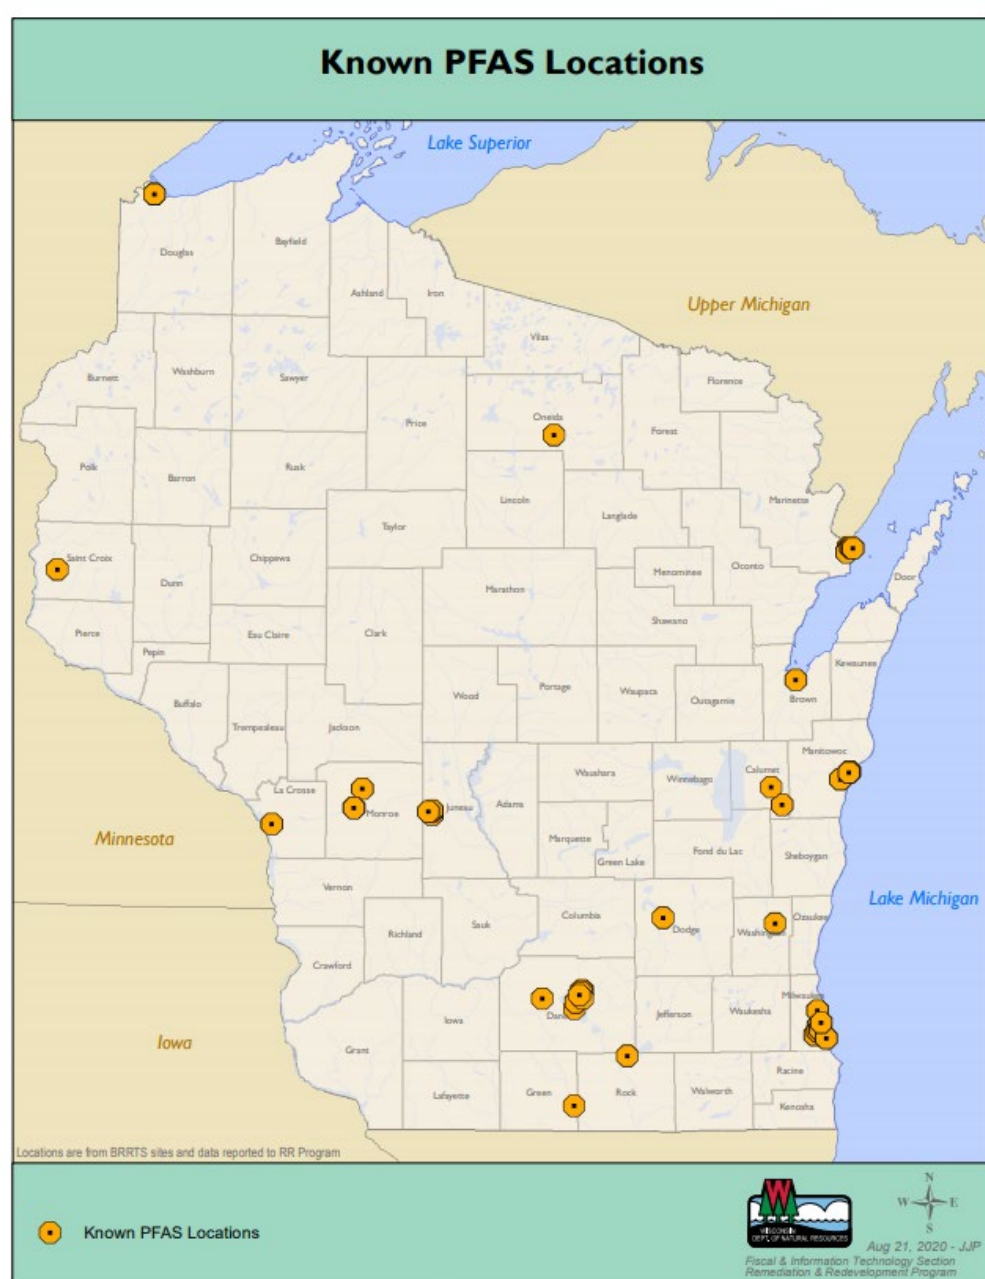 Known PFAS Locations
Lake Superior
Douglas
Bayfield
Ashland
Iron
Upper Michigan
Vilas
Burnett
Washburn
Sawyer
Florence
Price
Oneida
Forest
Polk
Barron
Rusk
Lincoln
Marinette
Taylor
Langlade
Saint Croix
Chippewa
Dunn
Menominee
Oconto
Door
Marathon
Pierce
Eau Claire
Clark
Shawano
Pepin
Kewaunee
Buffalo
Wood
Portage
Waupaca
Outagamie
Brown
Trempealeau
Jackson
Manitowoc
Waushara
Winnebago
Calumet
La Crosse
Monroe
Juneau
Adams
Minnesota
Marquette
Green Lake
Fond du Lac
Sheboygan
Vernon
Lake Michigan
Richland
Sauk
Columbia
Dodge
Washington
Ozaukee
Crawford
Iowa
Iowa
Dane
Jefferson
Waukesha
Milwaukee
Grant
Lafayette
Green
Rock
Walworth
Racine
Kenosha
Locations are from BRRTS sites and data reported to RR Program
Known PFAS Locations
W
WISCONSIN
DEPT. OF NATURAL RESOURCES
N
W E
S
Aug 21, 2020 - JJP
Fiscal & Information Technology Section
Remediation & Redevelopment Program